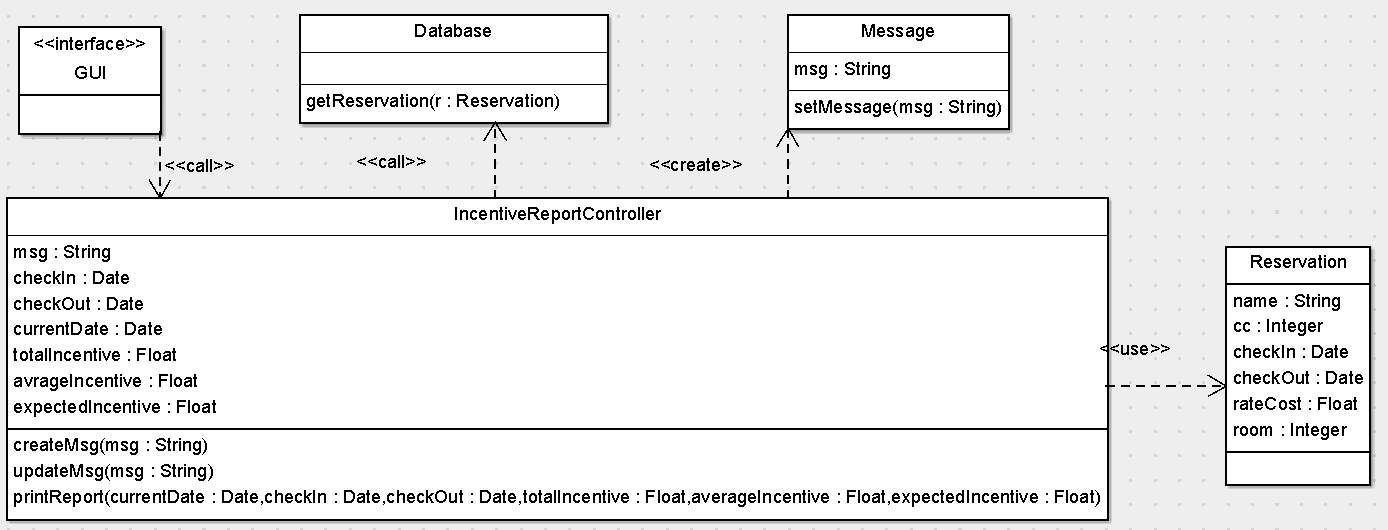 <<interface>>
GUI
Database
getReservation(r : Reservation)
Message
msg : String
setMessage(msg : String)
<<call>>
<<call>>
<<create>>
IncentiveReportController
msg : String
checkIn : Date
checkOut : Date
currentDate : Date
totalIncentive : Float
avrageIncentive : Float
expectedIncentive : Float
createMsg(msg : String)
updateMsg(msg : String)
printReport(currentDate : Date,checkIn : Date,checkOut : Date,totalIncentive : Float,averageIncentive : Float,expectedIncentive : Float)
<<use>>
Reservation
name : String
cc : Integer
checkIn : Date
checkOut : Date
rateCost : Float
room : Integer